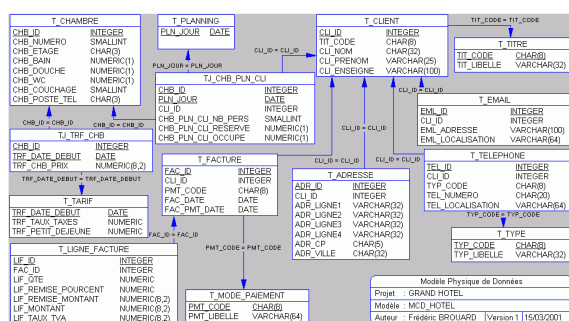 T_CHAMBRE
CHB_ID INTEGER
CHB_NUMERO SMALLINT
CHB_ETAGE CHAR(3)
CHB_BAIN NUMERIC(1)
CHB_DOUCHE NUMERIC(1)
CHB_WC NUMERIC(1)
CHB_COUCHAGE SMALLINT
CHB_POSTE_TEL CHAR(3)
T_PLANNING
PLN_JOUR DATE
PLN_JOUR = PLN_JOUR
CLI_ID = CLI_ID
T_CLIENT
CLI_ID INTEGER
TIT_CODE CHAR(8)
CLI_NOM CHAR(32)
CLI_PRENOM VARCHAR(25)
CLI_ENSEIGNE VARCHAR(100)
TIT_CODE = TIT_CODE
T_TITRE
TIT_CODE CHAR(8)
TIT_LIBELLE VARCHAR(32)
TJ_CHB_PLN_CLI
CHB_ID INTEGER
PLN_JOUR DATE
CLI_ID INTEGER
CHB_PLN_CLI_NB_PERS SMALLINT
CHB_PLN_CLI_RESERVE NUMERIC(1)
CHB_PLN_CLI_OCCUPE NUMERIC(1)
CLI_ID = CLI_ID
T_EMAIL
EML_ID INTEGER
CLI_ID INTEGER
EML_ADRESSE VARCHAR(100)
EML_LOCALISATION VARCHAR(64)
CHB_ID = CHB_ID
CHB_ID = CHB_ID
CLI_ID = CLI_ID
TJ_TRF_CHB
CHB_ID INTEGER
TRF_DATE_DEBUT DATE
TRF_CHB_PRIX NUMERIC(8,2)
TRF_DATE_DEBUT = TRF_DATE_DEBUT
T_FACTURE
FAC_ID INTEGER
CLI_ID INTEGER
PMT_CODE CHAR(8)
FAC_DATE DATE
FAC_PMT_DATE DATE
CLI_ID = CLI_ID
CLI_ID = CLI_ID
T_ADRESSE
ADR_ID INTEGER
CLI_ID INTEGER
ADR_LIGNE1 VARCHAR(32)
ADR_LIGNE2 VARCHAR(32)
ADR_LIGNE3 VARCHAR(32)
ADR_LIGNE4 VARCHAR(32)
ADR_CP CHAR(5)
ADR_VILLE CHAR(32)
T_TELEPHONE
TEL_ID INTEGER
CLI_ID INTEGER
TYP_CODE CHAR(8)
TEL_NUMERO CHAR(20)
TEL_LOCALISATION VARCHAR(64)
TYP_CODE = TYP_CODE
T_TARIF
TRF_DATE_DEBUT DATE
TRF_TAUX_TAXES NUMERIC
TRF_PETIT_DEJEUNE NUMERIC
FAC_ID = FAC_ID
PMT_CODE = PMT_CODE
T_TYPE
TYP_CODE CHAR(8)
TYP_LIBELLE VARCHAR(32)
T_LIGNE_FACTURE
LIF_ID INTEGER
FAC_ID INTEGER
LIF_QTE NUMERIC
LIF_REMISE_POURCENT NUMERIC
LIF_REMISE_MONTANT NUMERIC(8,2)
LIF_MONTANT NUMERIC(8,2)
LIF_TAUX_TVA NUMERIC(8,2)
T_MODE_PAIEMENT
PMT_CODE CHAR(8)
PMT_LIBELLE VARCHAR(64)
Modèle Physique de Données
Projet : GRAND HOTEL
Modèle : MCD_HOTEL
Auteur : Frédéric BROUARD Version 1 15/03/2001